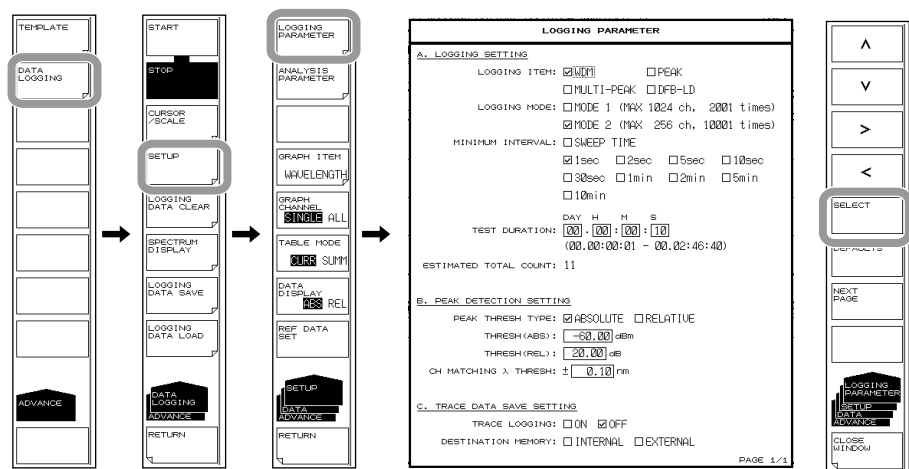 TEMPLATE
DATA
LOGGING
ADVANCE
START
STOP
CURSOR
/SCALE
SETUP
LOGGING
DATA CLEAR
SPECTRUM
DISPLAY
LOGGING
DATA SAVE
LOGGING
DATA LOAD
DATA
LOGGING
ADVANCE
RETURN
LOGGING
PARAMETER
ANALYSIS
PARAMETER
GRAPH ITEM
WAVELENGTH
GRAPH
CHANNEL
SINGLE ALL
TABLE MODE
CURR SUMM
DATA
DISPLAY
ABS REL
REF DATA
SET
SETUP
DATA
ADVANCE
RETURN
LOGGING PARAMETER
A. LOGGING SETTING
LOGGING ITEM: ☑WDM ☐PEAK
☐MULTI-PEAK ☐DFB-LD
LOGGING MODE: ☐MODE 1 (MAX 1024 ch, 2001 times)
☑MODE 2 (MAX 256 ch, 10001 times)
MINIMUM INTERVAL: ☐SWEEP TIME
☑1sec ☐2sec ☐5sec ☐10sec
☐30sec ☐1min ☐2min ☐5min
☐10min
DAY H M S
TEST DURATION: 00.00:00:10
(00.00:00:01 - 00.02:46:40)
ESTIMATED TOTAL COUNT: 11
B. PEAK DETECTION SETTING
PEAK THRESH TYPE: ☑ABSOLUTE ☐RELATIVE
THRESH(ABS): -60.00 dBm
THRESH(REL): 20.00 dB
CH MATCHING λ THRESH: ± 0.10 nm
C. TRACE DATA SAVE SETTING
TRACE LOGGING: ☐ON ☑OFF
DESTINATION MEMORY: ☐INTERNAL ☐EXTERNAL
PAGE 1/1
SELECT
DEFAULTS
NEXT
PAGE
LOGGING
PARAMETER
SETUP
DATA
ADVANCE
CLOSE
WINDOW